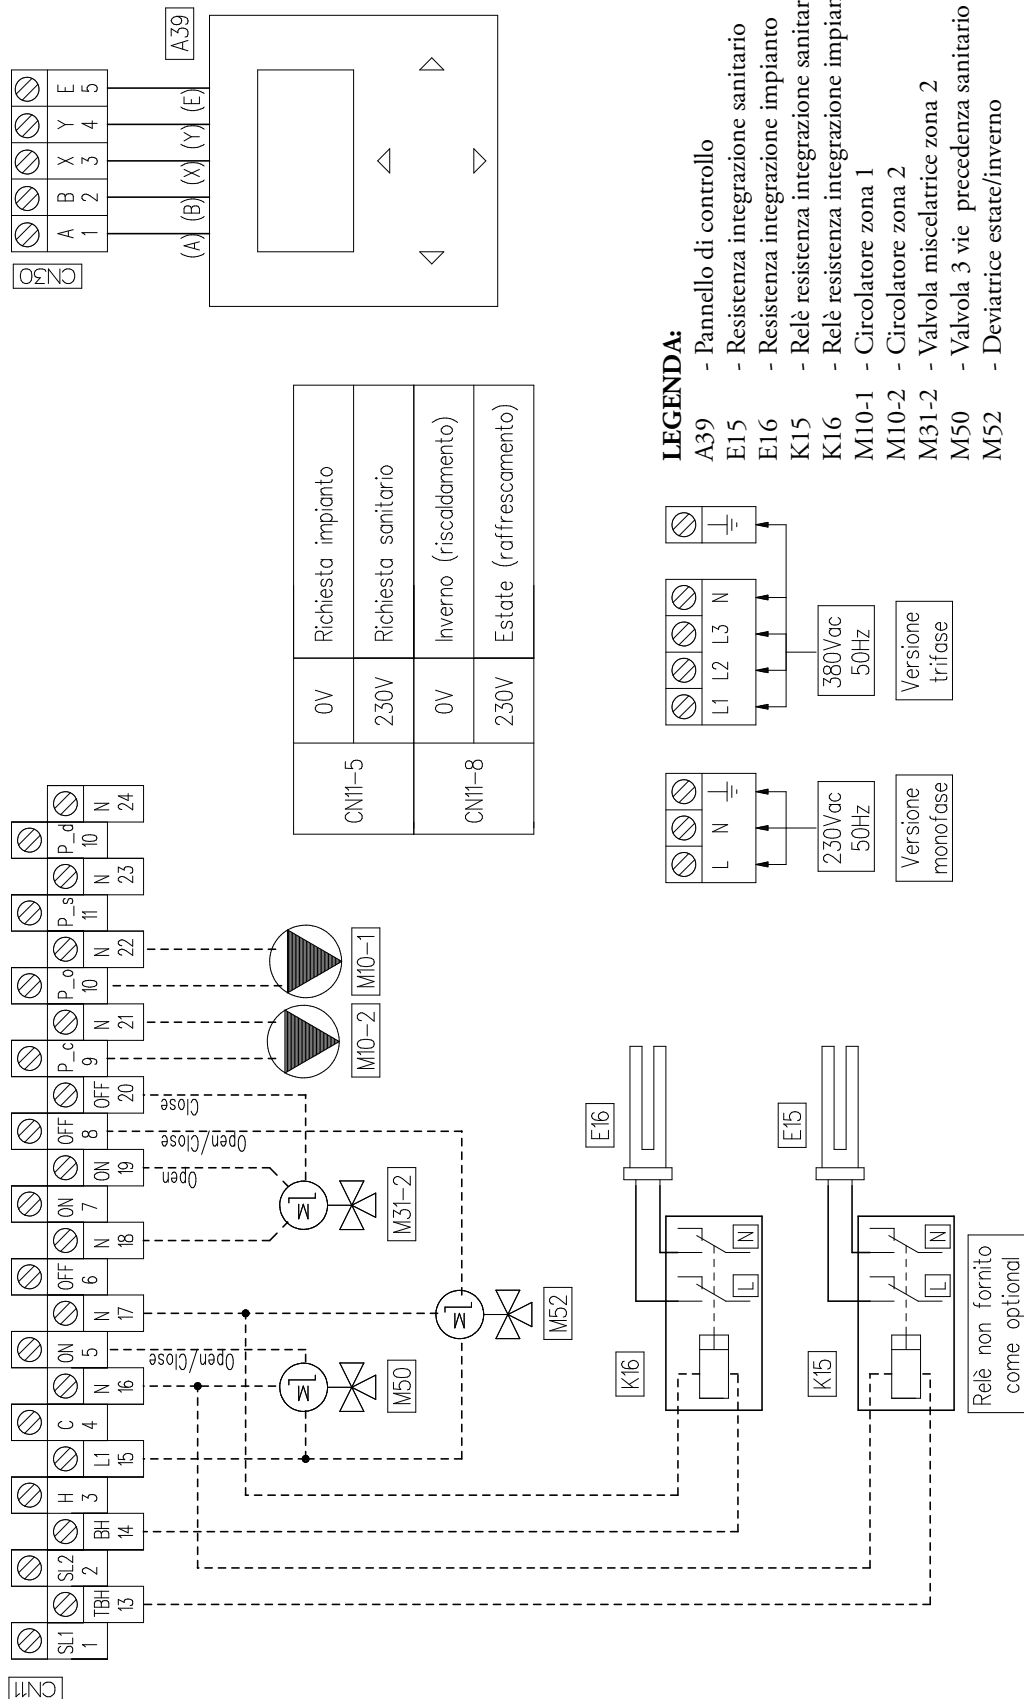 CN11
SL1 1
TBH 13
SL2 2
BH 14
H 3
L1 15
C 4
N 16
ON 5
N 17
OFF 6
N 18
ON 7
ON 19
OFF 8
OFF 20
P_c 9
N 21
P_o 10
N 22
P_s 11
N 23
P_d 10
N 24
Open/Close
Open
Open/Close
Close
M50
M52
M31-2
M10-2
M10-1
K16
L
N
E16
K15
L
N
E15
Relè non fornito
come optional
CN30
A 1
B 2
X 3
Y 4
E 5
(A) (B) (X) (Y) (E)
A39
CN11-5 0V Richiesta impianto
230V Richiesta sanitario
CN11-8 0V Inverno (riscaldamento)
230V Estate (raffrescamento)
L N
230Vac
50Hz
Versione
monofase
L1 L2 L3 N
380Vac
50Hz
Versione
trifase
LEGENDA:
A39 - Pannello di controllo
E15 - Resistenza integrazione sanitario
E16 - Resistenza integrazione impianto
K15 - Relè resistenza integrazione sanitar
K16 - Relè resistenza integrazione impian
M10-1 - Circolatore zona 1
M10-2 - Circolatore zona 2
M31-2 - Valvola miscelatrice zona 2
M50 - Valvola 3 vie precedenza sanitario
M52 - Deviatrice estate/inverno